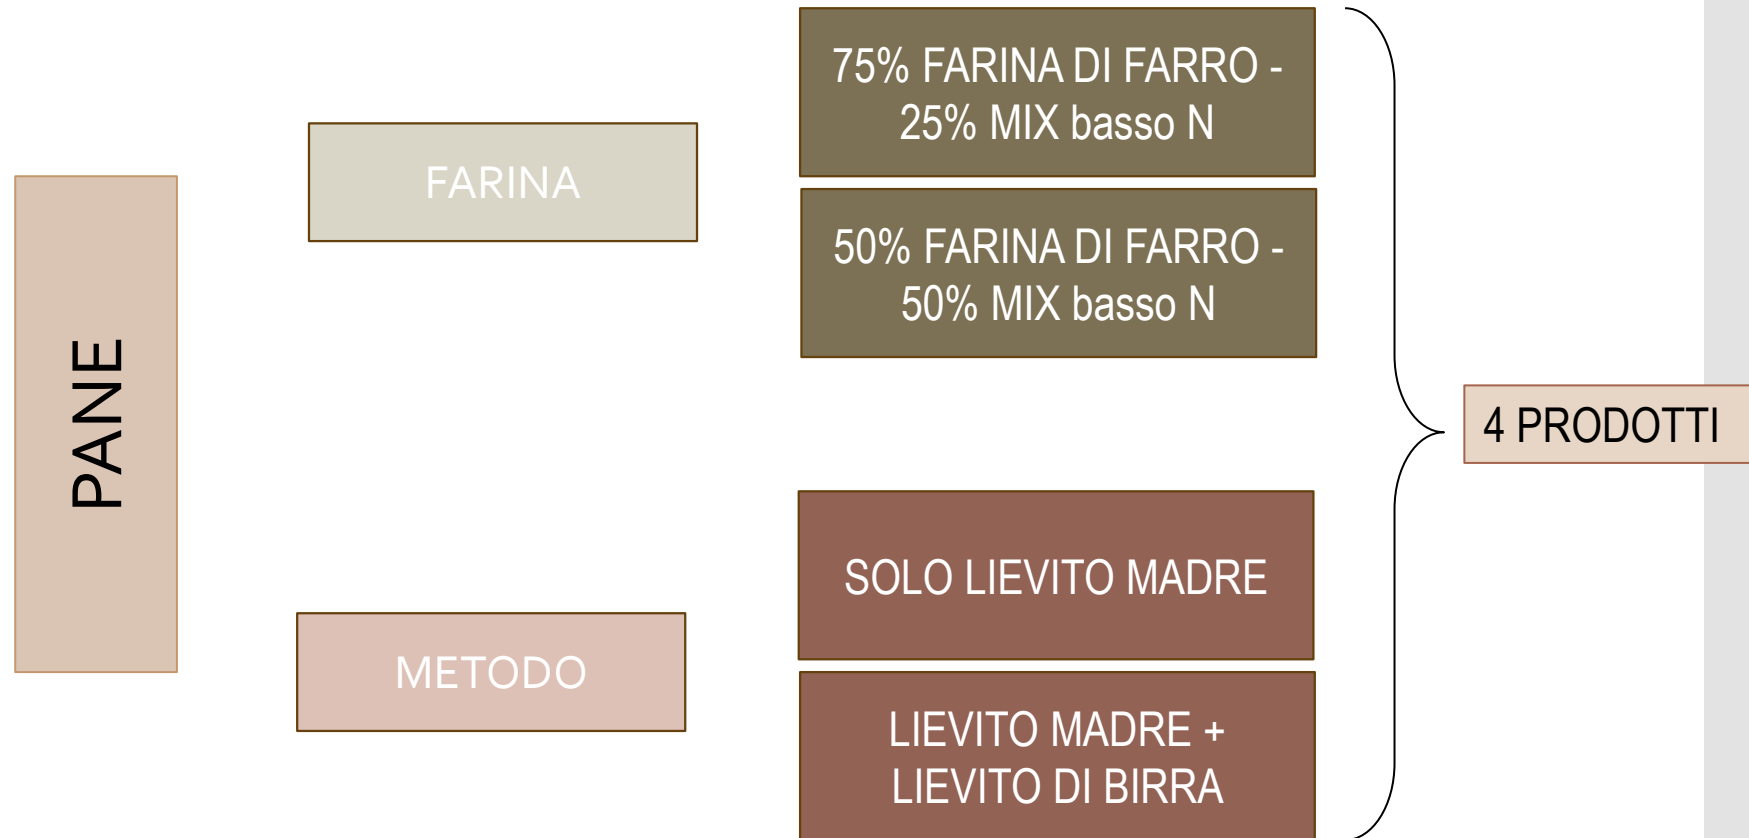 PANE
FARINA
75% FARINA DI FARRO -
25% MIX basso N
50% FARINA DI FARRO -
50% MIX basso N
METODO
SOLO LIEVITO MADRE
LIEVITO MADRE +
LIEVITO DI BIRRA
4 PRODOTTI